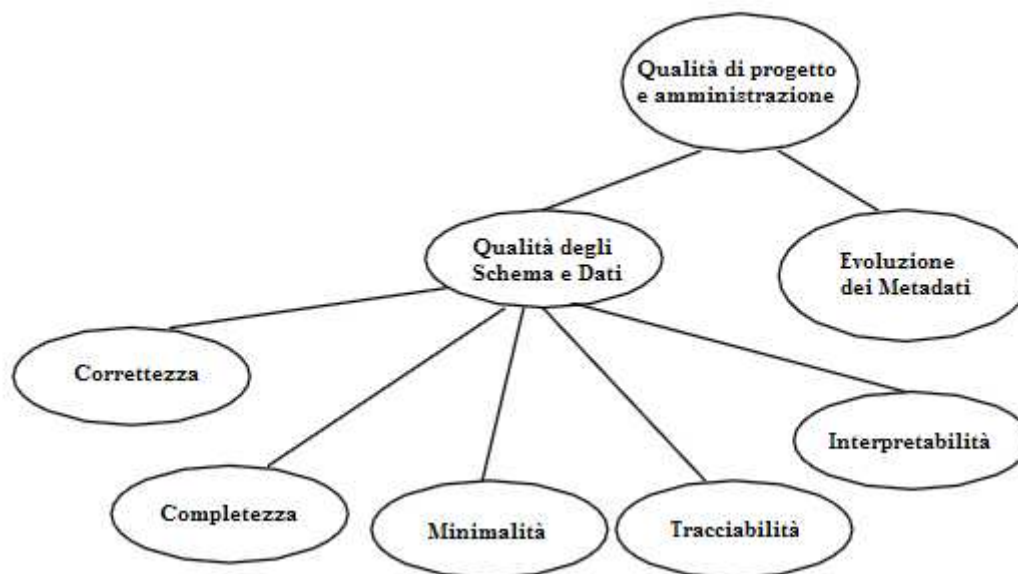 Qualità di progetto
e amministrazione
Qualità degli
Schema e Dati
Evoluzione
dei Metadati
Correttezza
Interpretabilità
Completezza
Minimalità
Tracciabilità